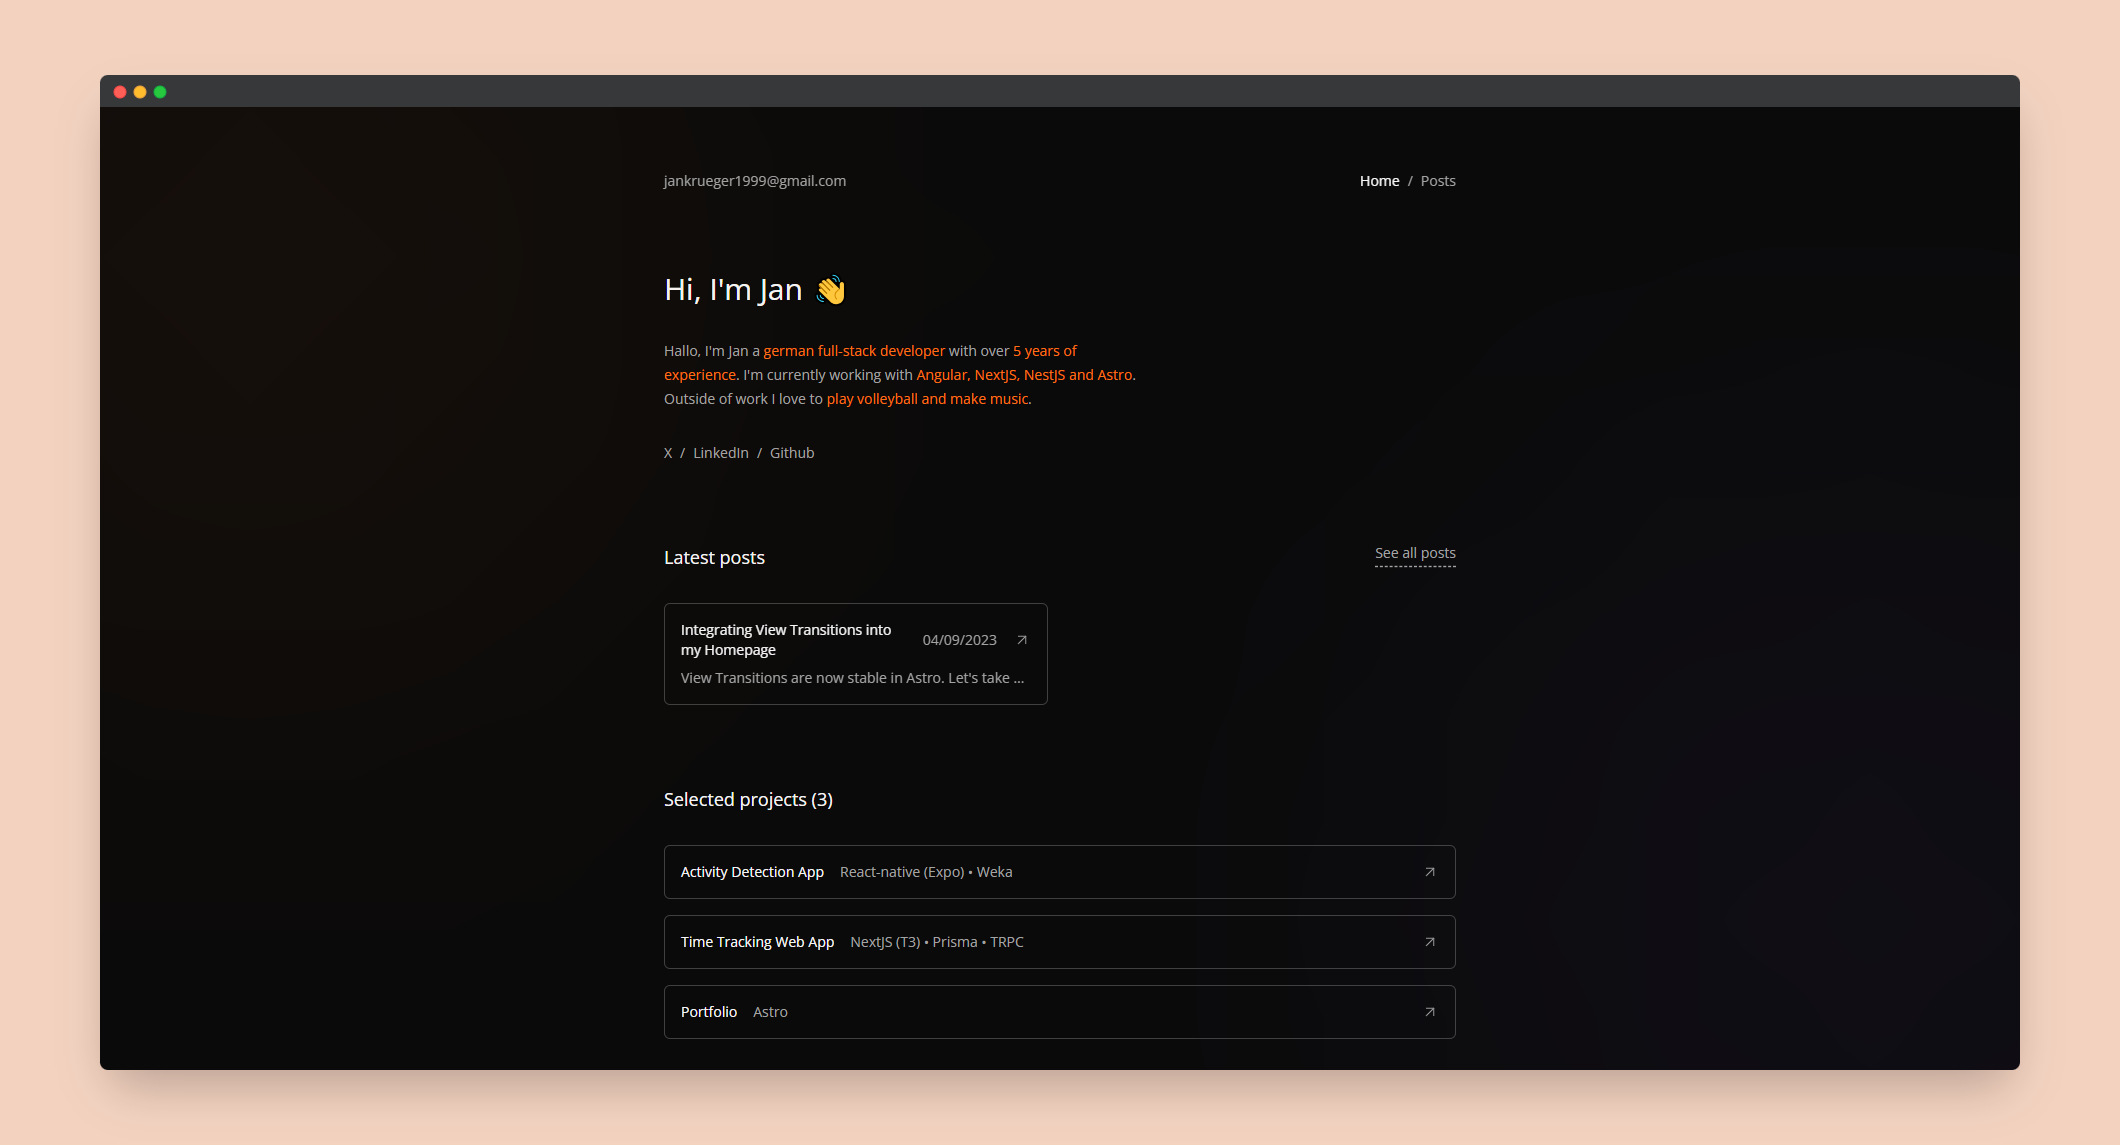 jankrueger1999@gmail.com
Home / Posts
Hi, I'm Jan 👋
Hallo, I'm Jan a german full-stack developer with over 5 years of
experience. I'm currently working with Angular, NextJS, NestJS and Astro.
Outside of work I love to play volleyball and make music.
X / LinkedIn / Github
Latest posts
See all posts
Integrating View Transitions into
my Homepage
04/09/2023
View Transitions are now stable in Astro. Let's take ...
Selected projects (3)
Activity Detection App React-native (Expo) • Weka
Time Tracking Web App NextJS (T3) • Prisma • TRPC
Portfolio Astro